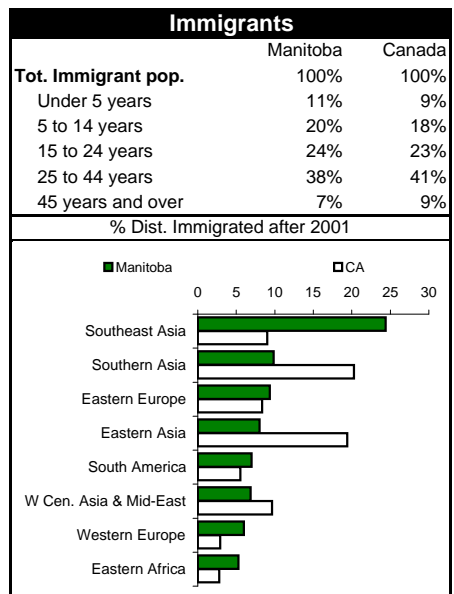 Immigrants
Manitoba Canada
Tot. Immigrant pop. 100% 100%
Under 5 years 11% 9%
5 to 14 years 20% 18%
15 to 24 years 24% 23%
25 to 44 years 38% 41%
45 years and over 7% 9%
% Dist. Immigrated after 2001
Manitoba CA
0 5 10 15 20 25 30
Southeast Asia
Southern Asia
Eastern Europe
Eastern Asia
South America
W Cen. Asia & Mid-East
Western Europe
Eastern Africa